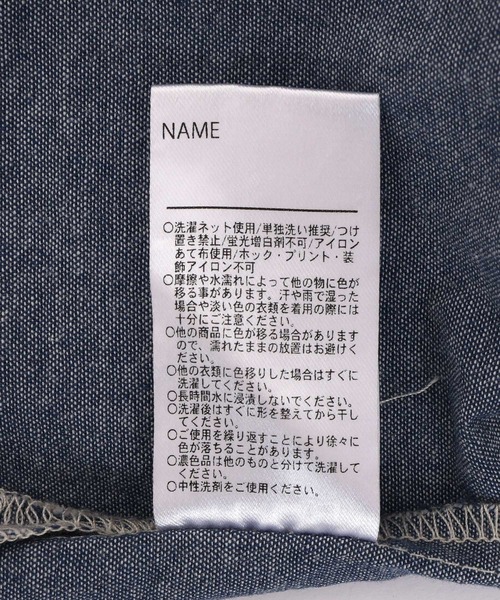 NAME
○洗濯ネット使用/単独洗い推奨/つけ
置き禁止/蛍光増白剤不可/アイロン
あて布使用/ホック・プリント・装
飾アイロン不可
○摩擦や水濡れによって他の物に色が
移る事があります。汗や雨で湿った
場合や淡い色の衣類を着用の際には
十分にご注意ください。
○他の商品に色が移る場合があります
ので、濡れたままの放置はお避けく
ださい。
○他の衣類に色移りした場合はすぐに
洗濯してください。
○長時間水に浸漬しないでください。
○洗濯後はすぐに形を整えてから干し
てください。
○ご使用を繰り返すことにより徐々に
色が落ちることがあります。
○濃色品は他のものと分けて洗濯して
ください。
○中性洗剤をご使用ください。